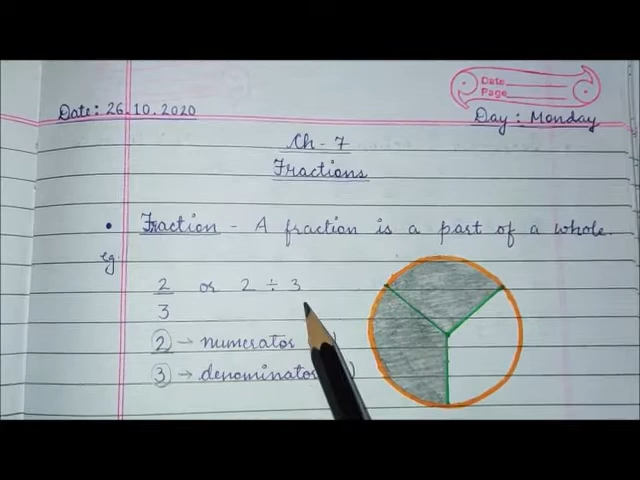 Date
Page
Date: 26.10.2020
Day: Monday
Ch - 7
Fractions
• Fraction - A fraction is a part of a whole.
eg.
2/3 or 2 ÷ 3
2 → numerator
3 → denominator )